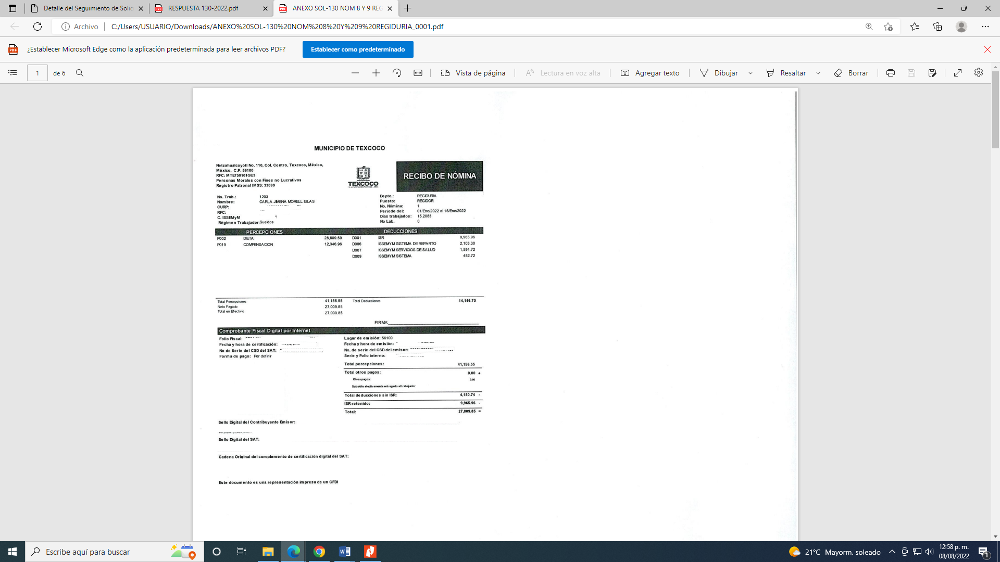 Detalle del Seguimiento de Solic
RESPUESTA 130-2022.pdf
ANEXO SOL-130 NOM 8 Y 9 REG
Archivo
C:/Users/USUARIO/Downloads/ANEXO%20SOL-130%20NOM%208%20Y%209%20REGIDURIA_0001.pdf
¿Establecer Microsoft Edge como la aplicación predeterminada para leer archivos PDF?
Establecer como predeterminado
1 de 6
Vista de página
Lectura en voz alta
Agregar texto
Dibujar
Resaltar
Borrar
MUNICIPIO DE TEXCOCO
Netzahualcoyotl No. 110, Col. Centro, Texcoco, México,
México, C.P. 56100
RFC: MTE750101GU3
Personas Morales con Fines no Lucrativos
Registro Patronal IMSS: 33099
TEXCOCO
RECIBO DE NÓMINA
No. Trab.: 1203
Nombre: CARLA JIMENA MORELL ISLAS
CURP:
RFC:
C. ISSEMyM
Régimen Trabajador: Sueldos
Depto.: REGIDURIA
Puesto: REGIDOR
No. Nómina: 1
Periodo del: 01/Ene/2022 al 15/Ene/2022
Dias trabajados: 15.2083
No Lab. 0
PERCEPCIONES DEDUCCIONES
P002 DIETA 28,809.59 D001 ISR 9,965.96
P019 COMPENSACION 12,346.96 D006 ISSEMYM SISTEMA DE REPARTO 2,103.30
D007 ISSEMYM SERVICIOS DE SALUD 1,594.72
D009 ISSEMYM SISTEMA 482.72
Total Percepciones 41,156.55 Total Deducciones 14,146.70
Neto Pagado 27,009.85
Total en Efectivo 27,009.85
FIRMA:
Comprobante Fiscal Digital por Internet
Folio Fiscal:
Fecha y hora de certificación:
No de Serie del CSD del SAT:
Forma de pago: Por definir
Lugar de emisión: 56100
Fecha y hora de emisión:
No. de serie del CSD del emisor:
Serie y Folio interno:
Total percepciones: 41,156.55
Total otros pagos: 0.00 +
Otros pagos: 0.00
Subsidio efectivamente entregado al trabajador
Total deducciones sin ISR: 4,180.74 -
ISR retenido: 9,965.96 -
Total: 27,009.85 =
Sello Digital del Contribuyente Emisor:
Sello Digital del SAT:
Cadena Original del complemento de certificación digital del SAT:
Este documento es una representación impresa de un CFDI
Escribe aquí para buscar
21°C Mayorm. soleado
12:58 p. m.
08/08/2022
1